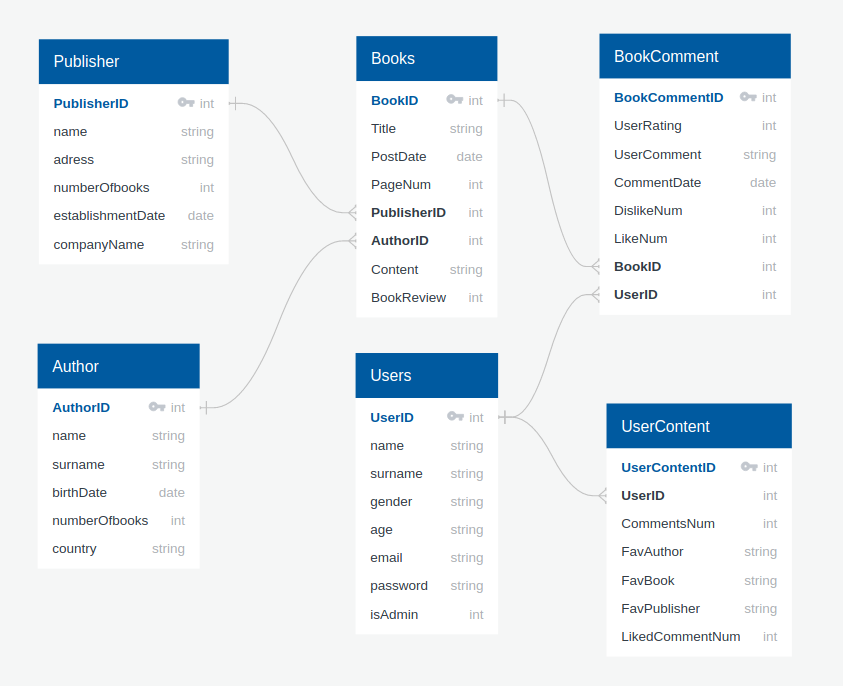 Publisher
PublisherID int
name string
adress string
numberOfbooks int
establishmentDate date
companyName string
Books
BookID int
Title string
PostDate date
PageNum int
PublisherID int
AuthorID int
Content string
BookReview int
BookComment
BookCommentID int
UserRating int
UserComment string
CommentDate date
DislikeNum int
LikeNum int
BookID int
UserID int
Author
AuthorID int
name string
surname string
birthDate date
numberOfbooks int
country string
Users
UserID int
name string
surname string
gender string
age string
email string
password string
isAdmin int
UserContent
UserContentID int
UserID int
CommentsNum int
FavAuthor string
FavBook string
FavPublisher string
LikedCommentNum int